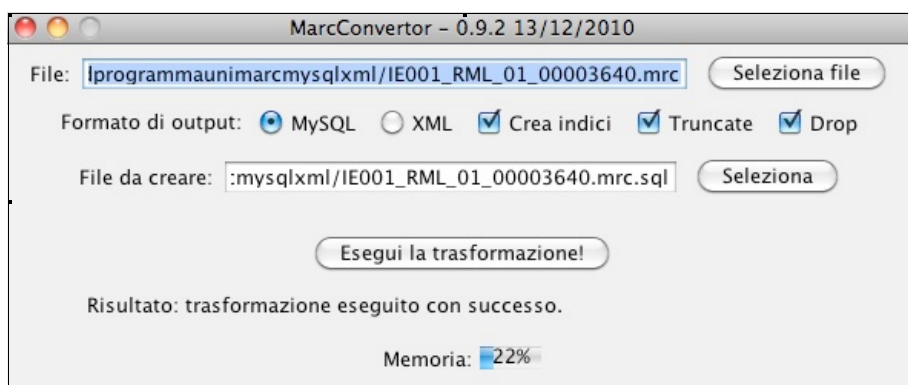 MarcConvertor – 0.9.2 13/12/2010
File: lprogrammaunimarcmysqlxml/IE001_RML_01_00003640.mrc Seleziona file
Formato di output: MySQL XML Crea indici Truncate Drop
File da creare: :mysqlxml/IE001_RML_01_00003640.mrc.sql Seleziona
Esegui la trasformazione!
Risultato: trasformazione eseguito con successo.
Memoria: 22%